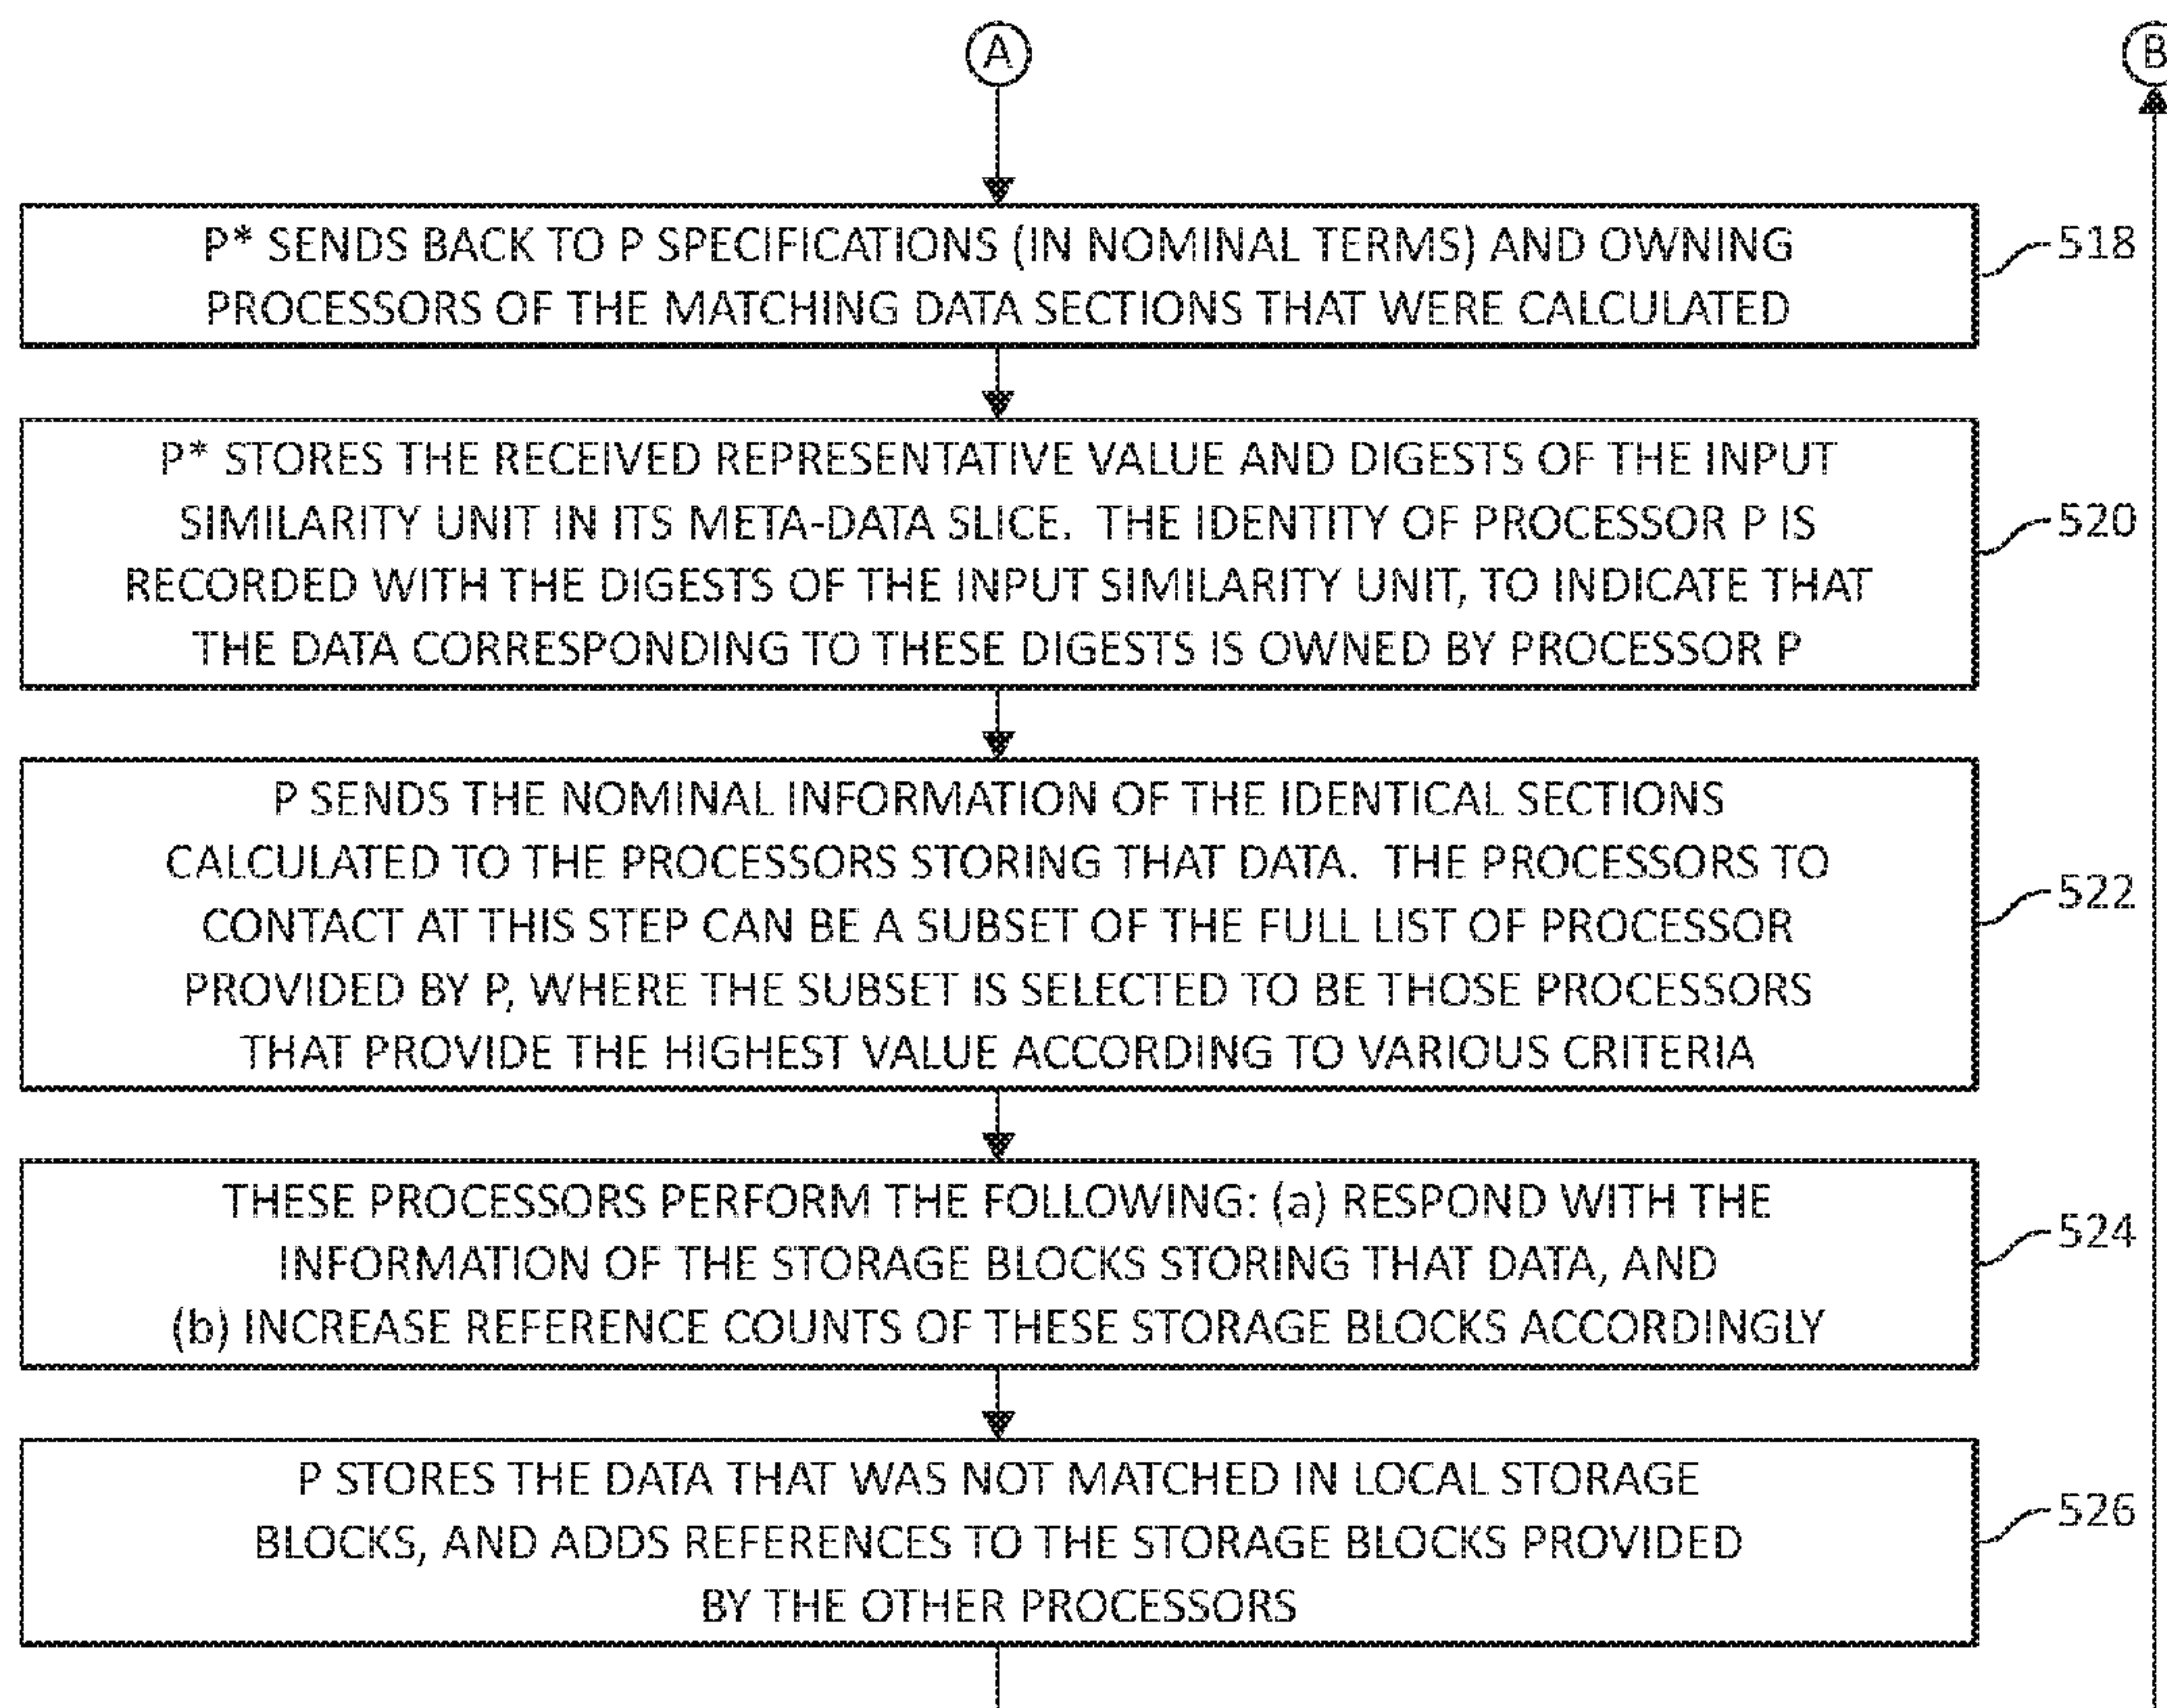 A
B
P* SENDS BACK TO P SPECIFICATIONS (IN NOMINAL TERMS) AND OWNING
PROCESSORS OF THE MATCHING DATA SECTIONS THAT WERE CALCULATED
518
P* STORES THE RECEIVED REPRESENTATIVE VALUE AND DIGESTS OF THE INPUT
SIMILARITY UNIT IN ITS META-DATA SLICE. THE IDENTITY OF PROCESSOR P IS
RECORDED WITH THE DIGESTS OF THE INPUT SIMILARITY UNIT, TO INDICATE THAT
THE DATA CORRESPONDING TO THESE DIGESTS IS OWNED BY PROCESSOR P
520
P SENDS THE NOMINAL INFORMATION OF THE IDENTICAL SECTIONS
CALCULATED TO THE PROCESSORS STORING THAT DATA. THE PROCESSORS TO
CONTACT AT THIS STEP CAN BE A SUBSET OF THE FULL LIST OF PROCESSOR
PROVIDED BY P, WHERE THE SUBSET IS SELECTED TO BE THOSE PROCESSORS
THAT PROVIDE THE HIGHEST VALUE ACCORDING TO VARIOUS CRITERIA
522
THESE PROCESSORS PERFORM THE FOLLOWING: (a) RESPOND WITH THE
INFORMATION OF THE STORAGE BLOCKS STORING THAT DATA, AND
(b) INCREASE REFERENCE COUNTS OF THESE STORAGE BLOCKS ACCORDINGLY
524
P STORES THE DATA THAT WAS NOT MATCHED IN LOCAL STORAGE
BLOCKS, AND ADDS REFERENCES TO THE STORAGE BLOCKS PROVIDED
BY THE OTHER PROCESSORS
526